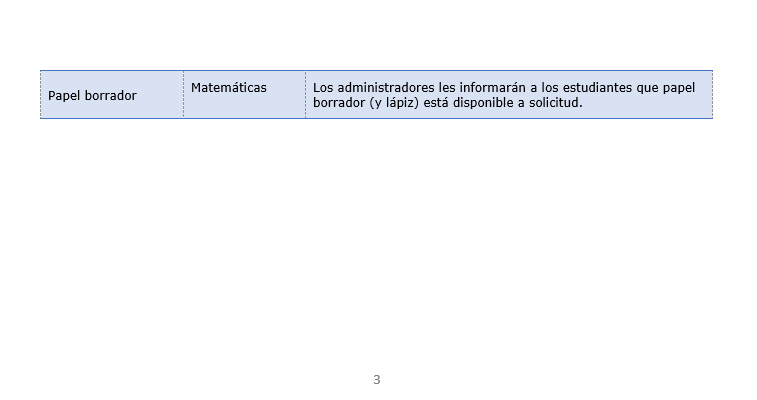 Papel borrador
Matemáticas
Los administradores les informarán a los estudiantes que papel
borrador (y lápiz) está disponible a solicitud.
3